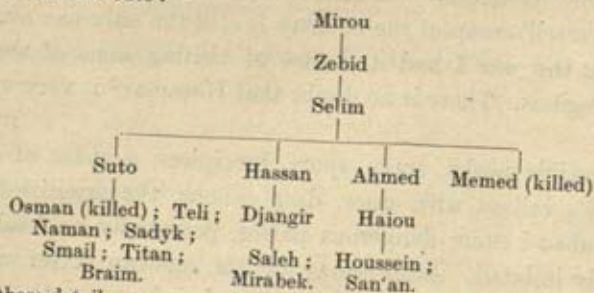 Mirou
Zebid
Selim
Suto Hassan Ahmed Memed (killed)
Osman (killed) ; Teli ; Djangir Haiou
Naman ; Sadyk ;
Smail ; Titan ; Saleh ; Houssein ;
Braim. Mirabek. San'an.